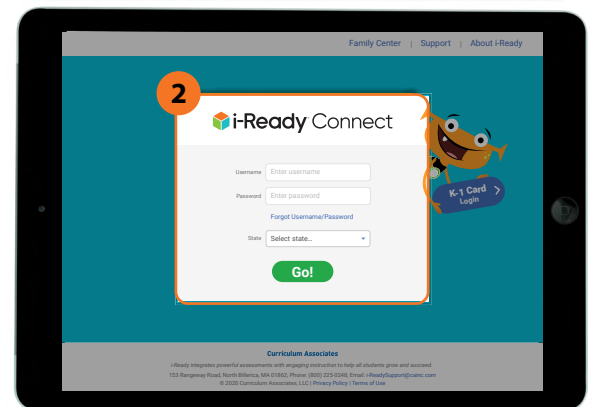 Family Center | Support | About i-Ready
2
i-Ready Connect
Username Enter username
Password Enter password
Forgot Username/Password
State Select state...
Go!
K-1 Card
Login
Curriculum Associates
i-Ready integrates powerful assessments with engaging instruction to help all students grow and succeed.
153 Rangeway Road, North Billerica, MA 01862, Phone: (800) 225-0248, Email: i-ReadySupport@cainc.com
© 2020 Curriculum Associates, LLC | Privacy Policy | Terms of Use